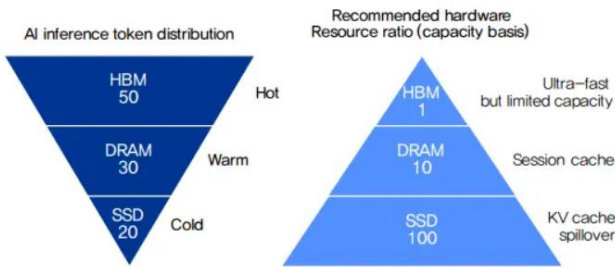 AI inference token distribution
HBM
50
Hot
DRAM
30
Warm
SSD
20
Cold
Recommended hardware
Resource ratio (capacity basis)
HBM
1
Ultra-fast
but limited capacity
DRAM
10
Session cache
SSD
100
KV cache
spillover